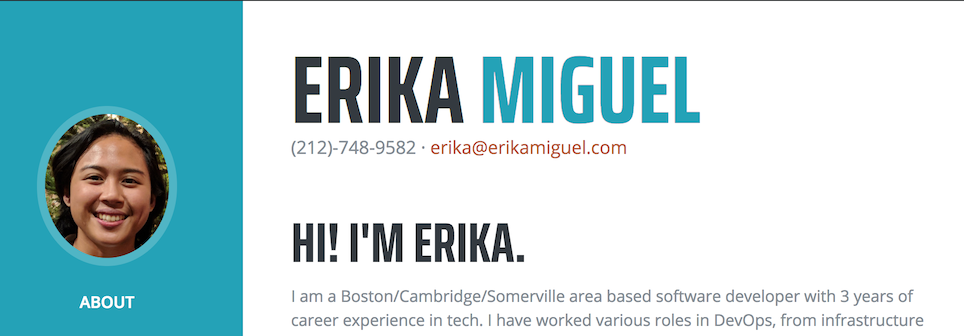 ERIKA MIGUEL
(212)-748-9582 · erika@erikamiguel.com
HI! I'M ERIKA.
I am a Boston/Cambridge/Somerville area based software developer with 3 years of
career experience in tech. I have worked various roles in DevOps, from infrastructure
ABOUT